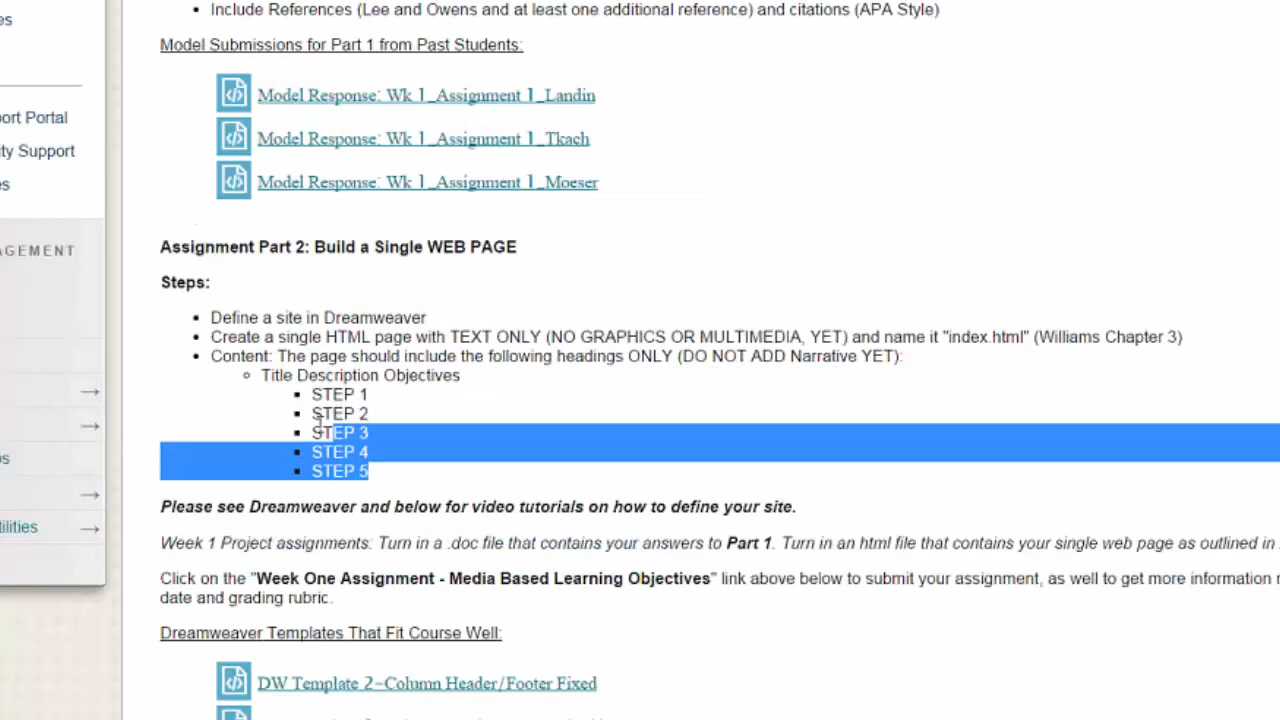 es
Include References (Lee and Owens and at least one additional reference) and citations (APA Style)
Model Submissions for Part 1 from Past Students:
Model Response: Wk 1_Assignment 1_Landin
ort Portal
Model Response: Wk 1_Assignment 1_Tkach
ity Support
Model Response: Wk 1_Assignment 1_Moeser
es
AGEMENT
Assignment Part 2: Build a Single WEB PAGE
Steps:
Define a site in Dreamweaver
Create a single HTML page with TEXT ONLY (NO GRAPHICS OR MULTIMEDIA, YET) and name it "index.html" (Williams Chapter 3)
Content: The page should include the following headings ONLY (DO NOT ADD Narrative YET):
Title Description Objectives
STEP 1
STEP 2
STEP 3
STEP 4
STEP 5
ps
tilities
Please see Dreamweaver and below for video tutorials on how to define your site.
Week 1 Project assignments: Turn in a .doc file that contains your answers to Part 1. Turn in an html file that contains your single web page as outlined in
Click on the "Week One Assignment - Media Based Learning Objectives" link above below to submit your assignment, as well to get more information
date and grading rubric.
Dreamweaver Templates That Fit Course Well:
DW Template 2-Column Header/Footer Fixed